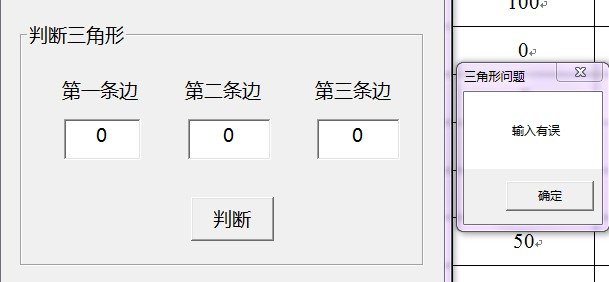 判断三角形
第一条边 第二条边 第三条边
0 0 0
判断
100
0
三角形问题
输入有误
确定
50